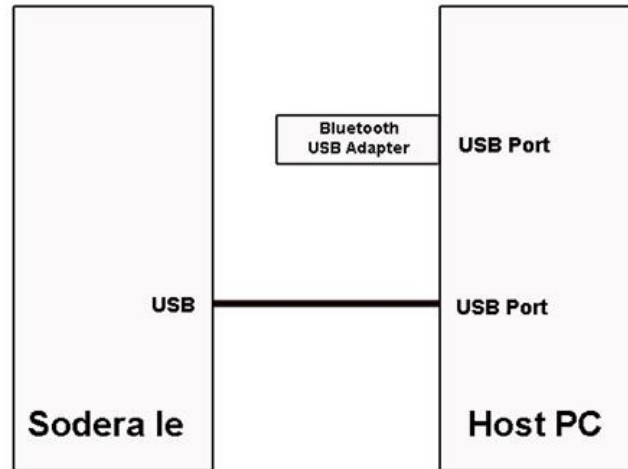 Bluetooth
USB Adapter
USB Port
USB
USB Port
Sodera le
Host PC